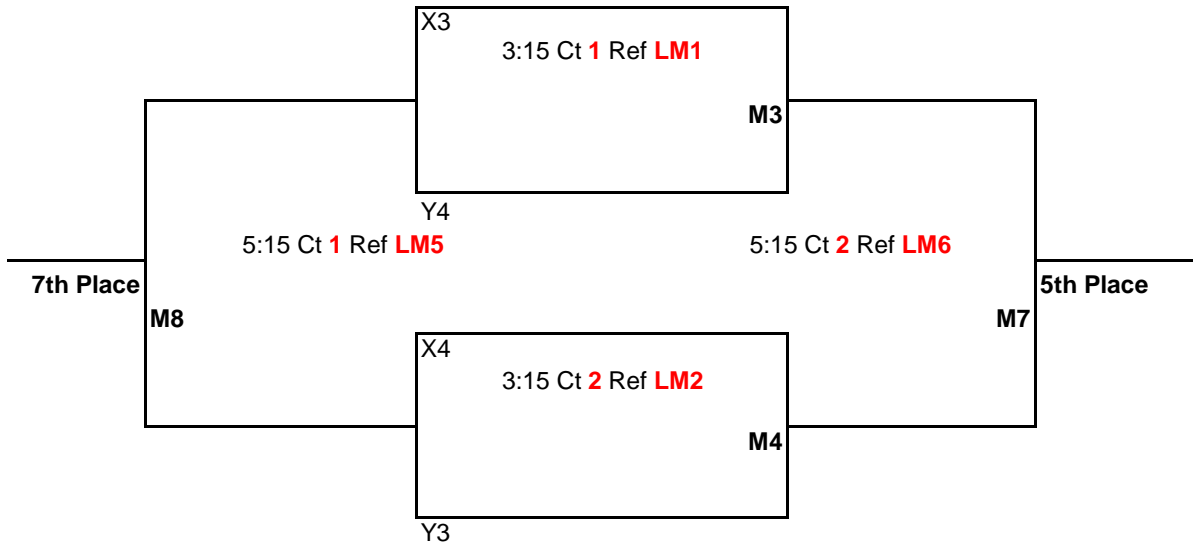 X3
3:15 Ct 1 Ref LM1
M3
Y4
5:15 Ct 1 Ref LM5
5:15 Ct 2 Ref LM6
7th Place
5th Place
M8
M7
X4
3:15 Ct 2 Ref LM2
M4
Y3